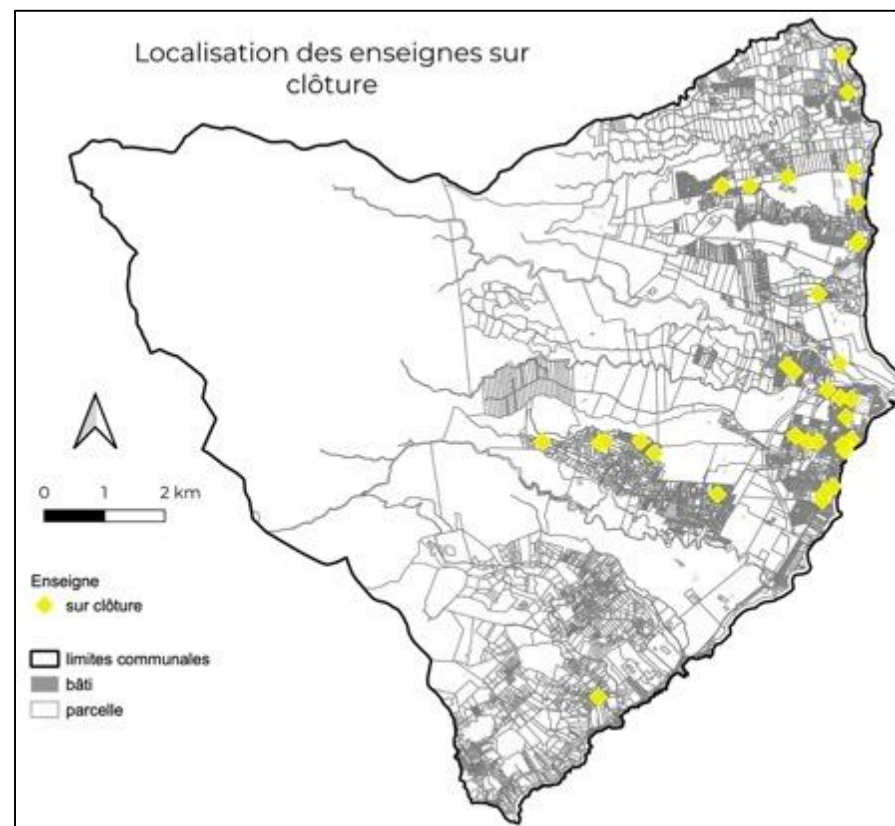 Localisation des enseignes sur
clôture
0 1 2 km
Enseigne
sur clôture
limites communales
bâti
parcelle